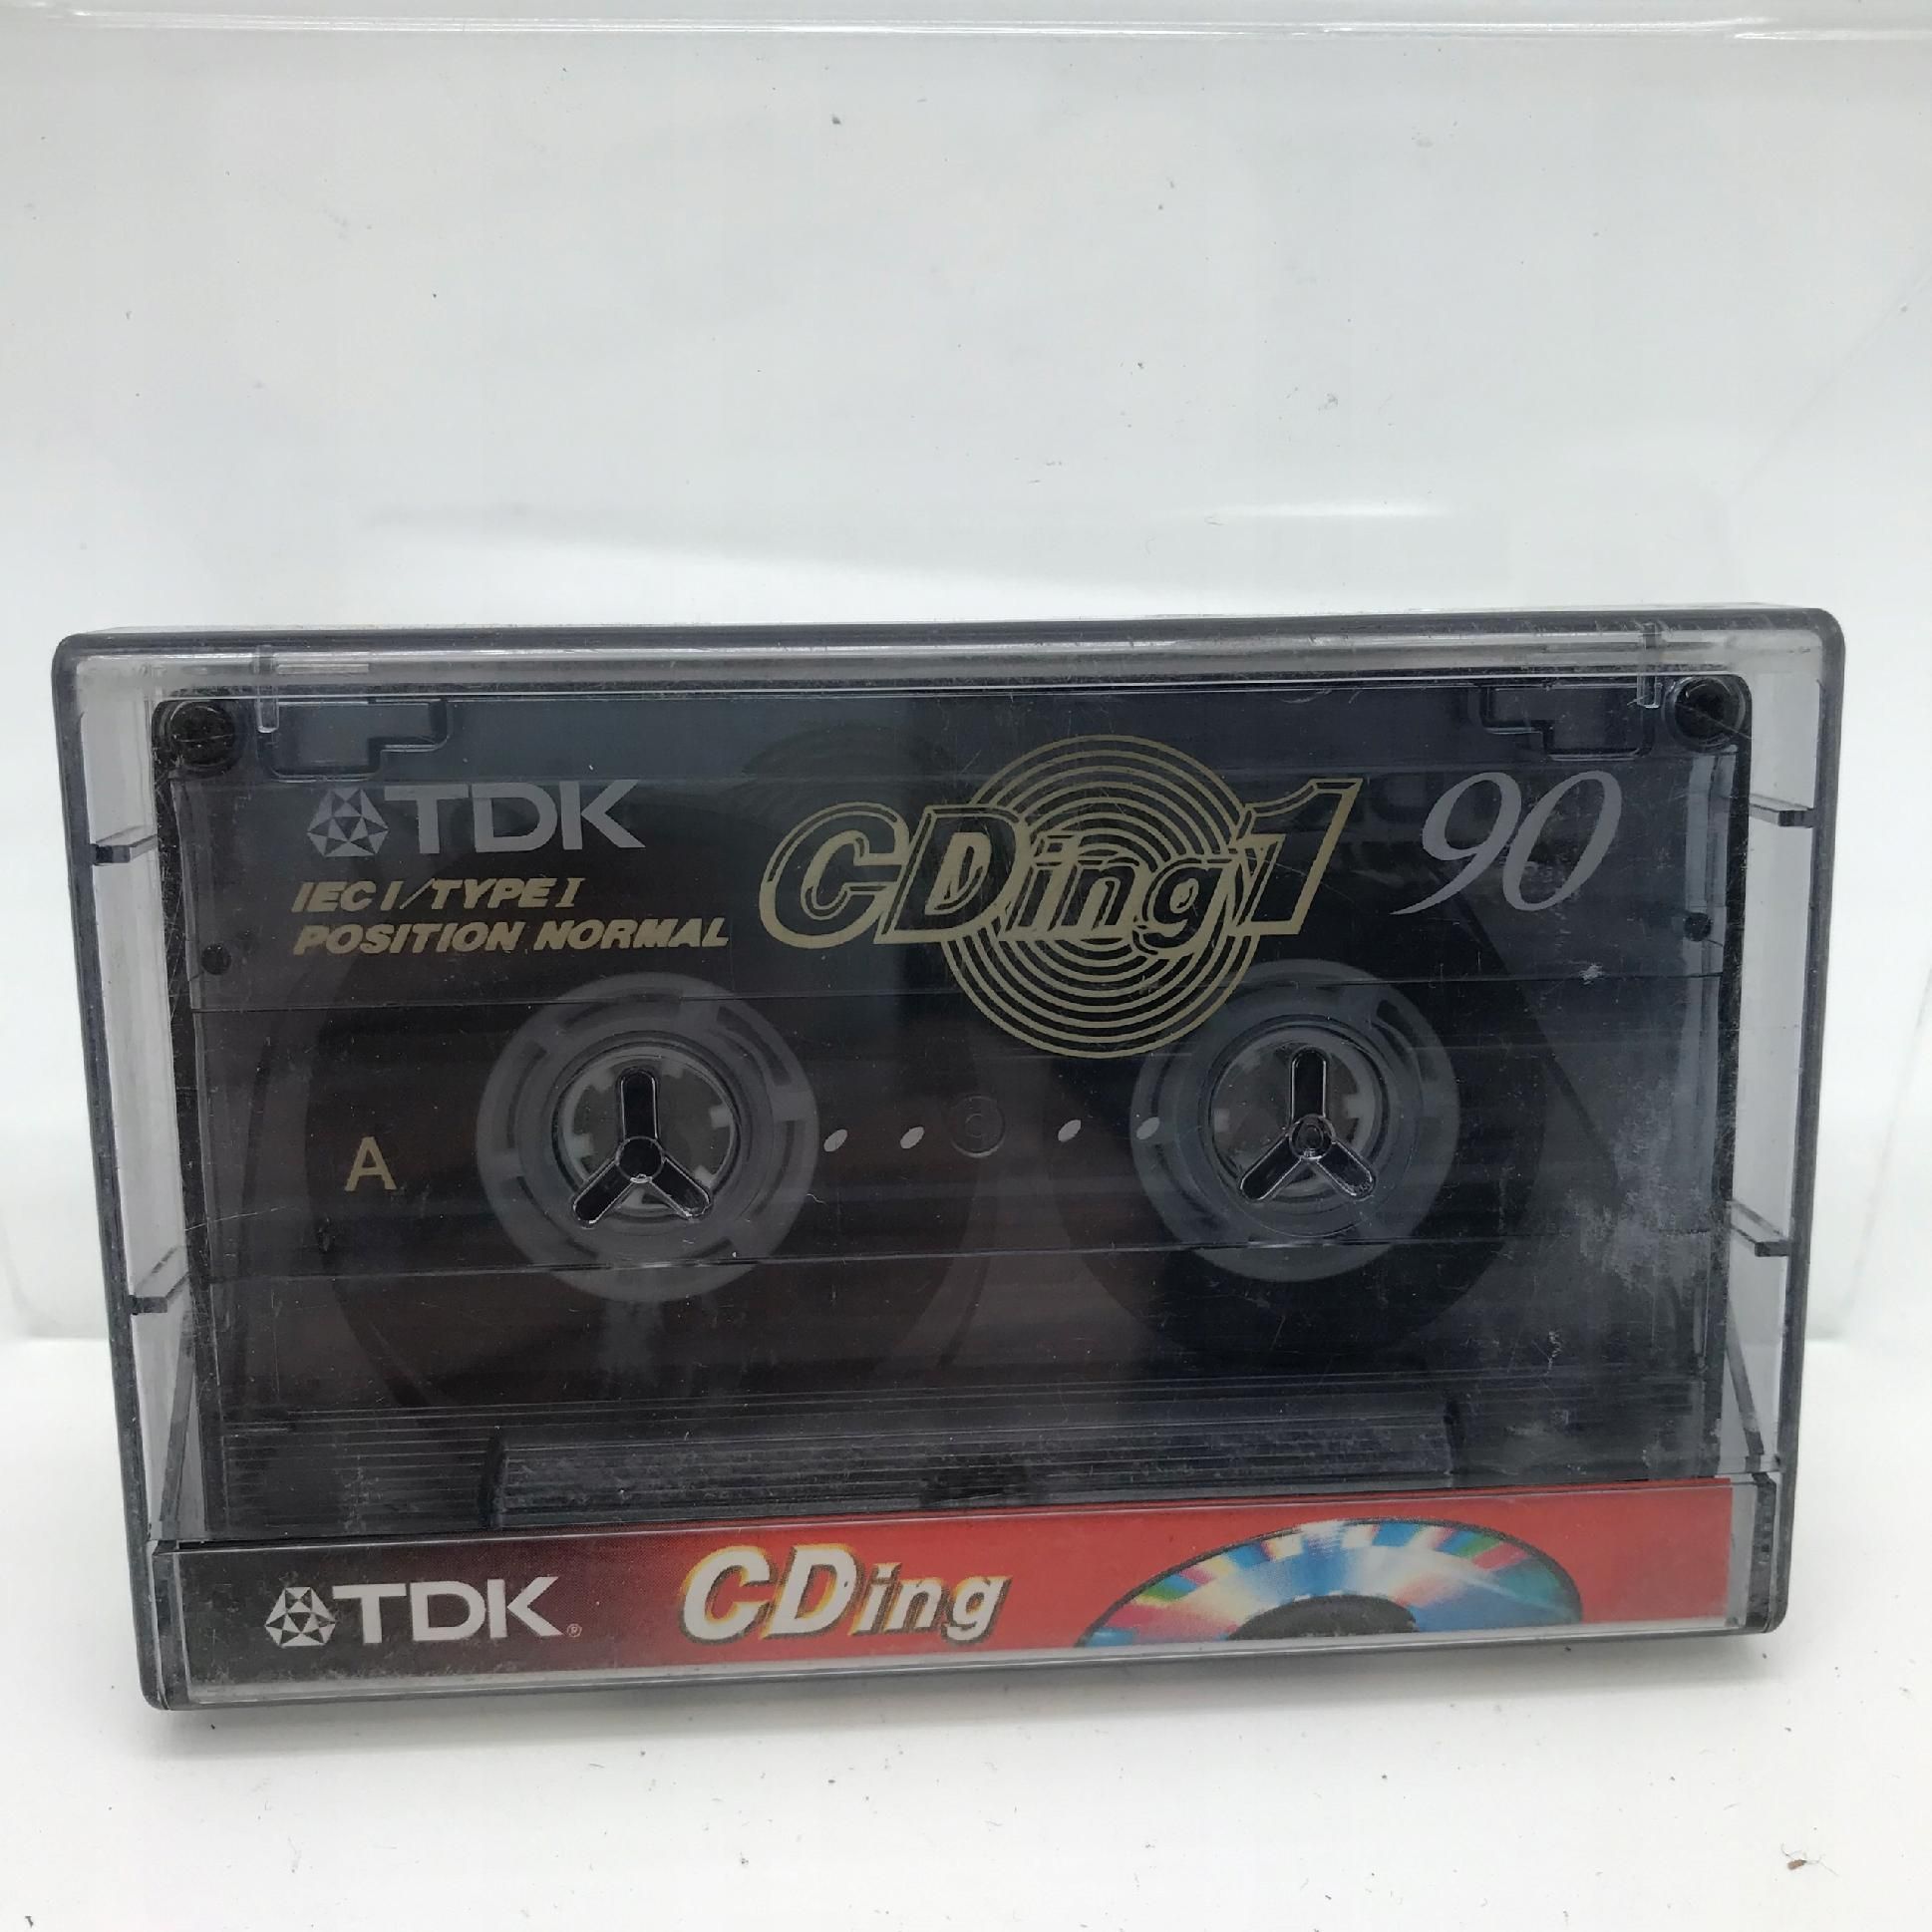 TDK
CDing1
90
IEC I/TYPE I
POSITION NORMAL
A
TDK®
CDing